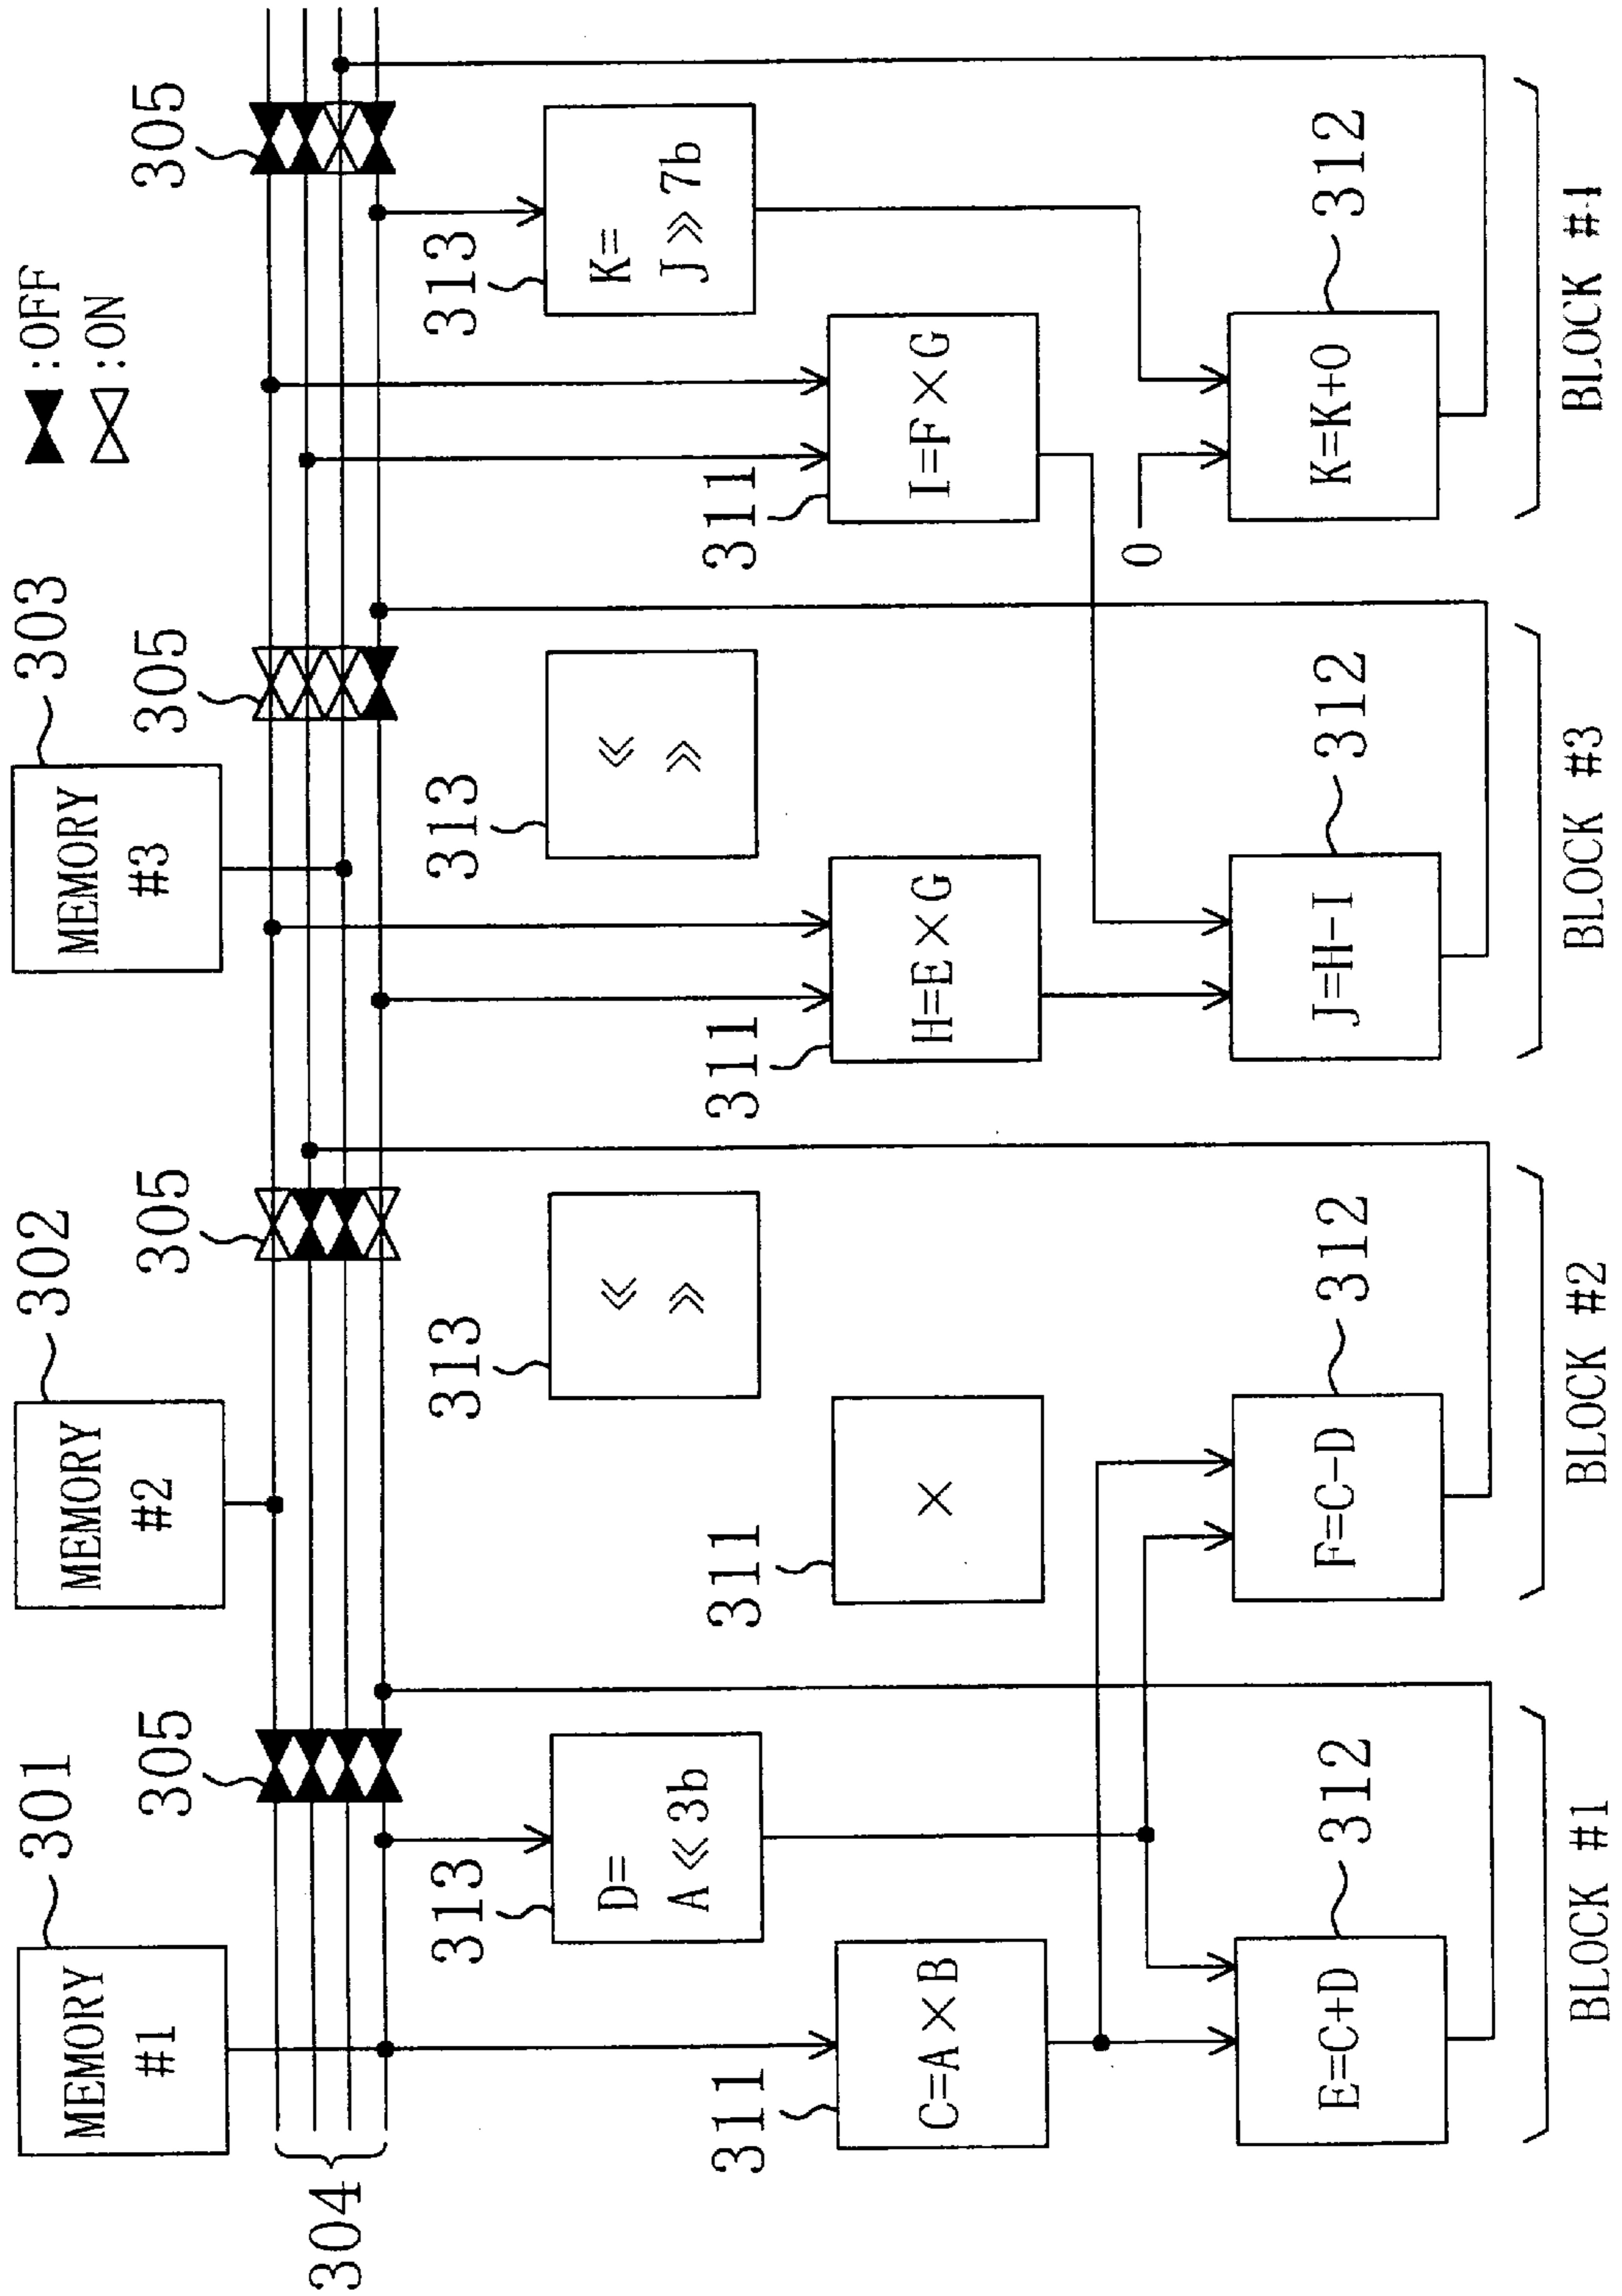 :OFF
:ON
MEMORY
#1
301
MEMORY
#2
302
MEMORY
#3
303
305
305
305
305
304
313
D=
A≪3b
313
≪
≫
313
≪
≫
313
K=
J≫7b
311
C=A×B
311
×
311
H=E×G
311
I=F×G
0
E=C+D
312
F=C-D
312
J=H-I
312
K=K+0
312
BLOCK #1
BLOCK #2
BLOCK #3
BLOCK #4